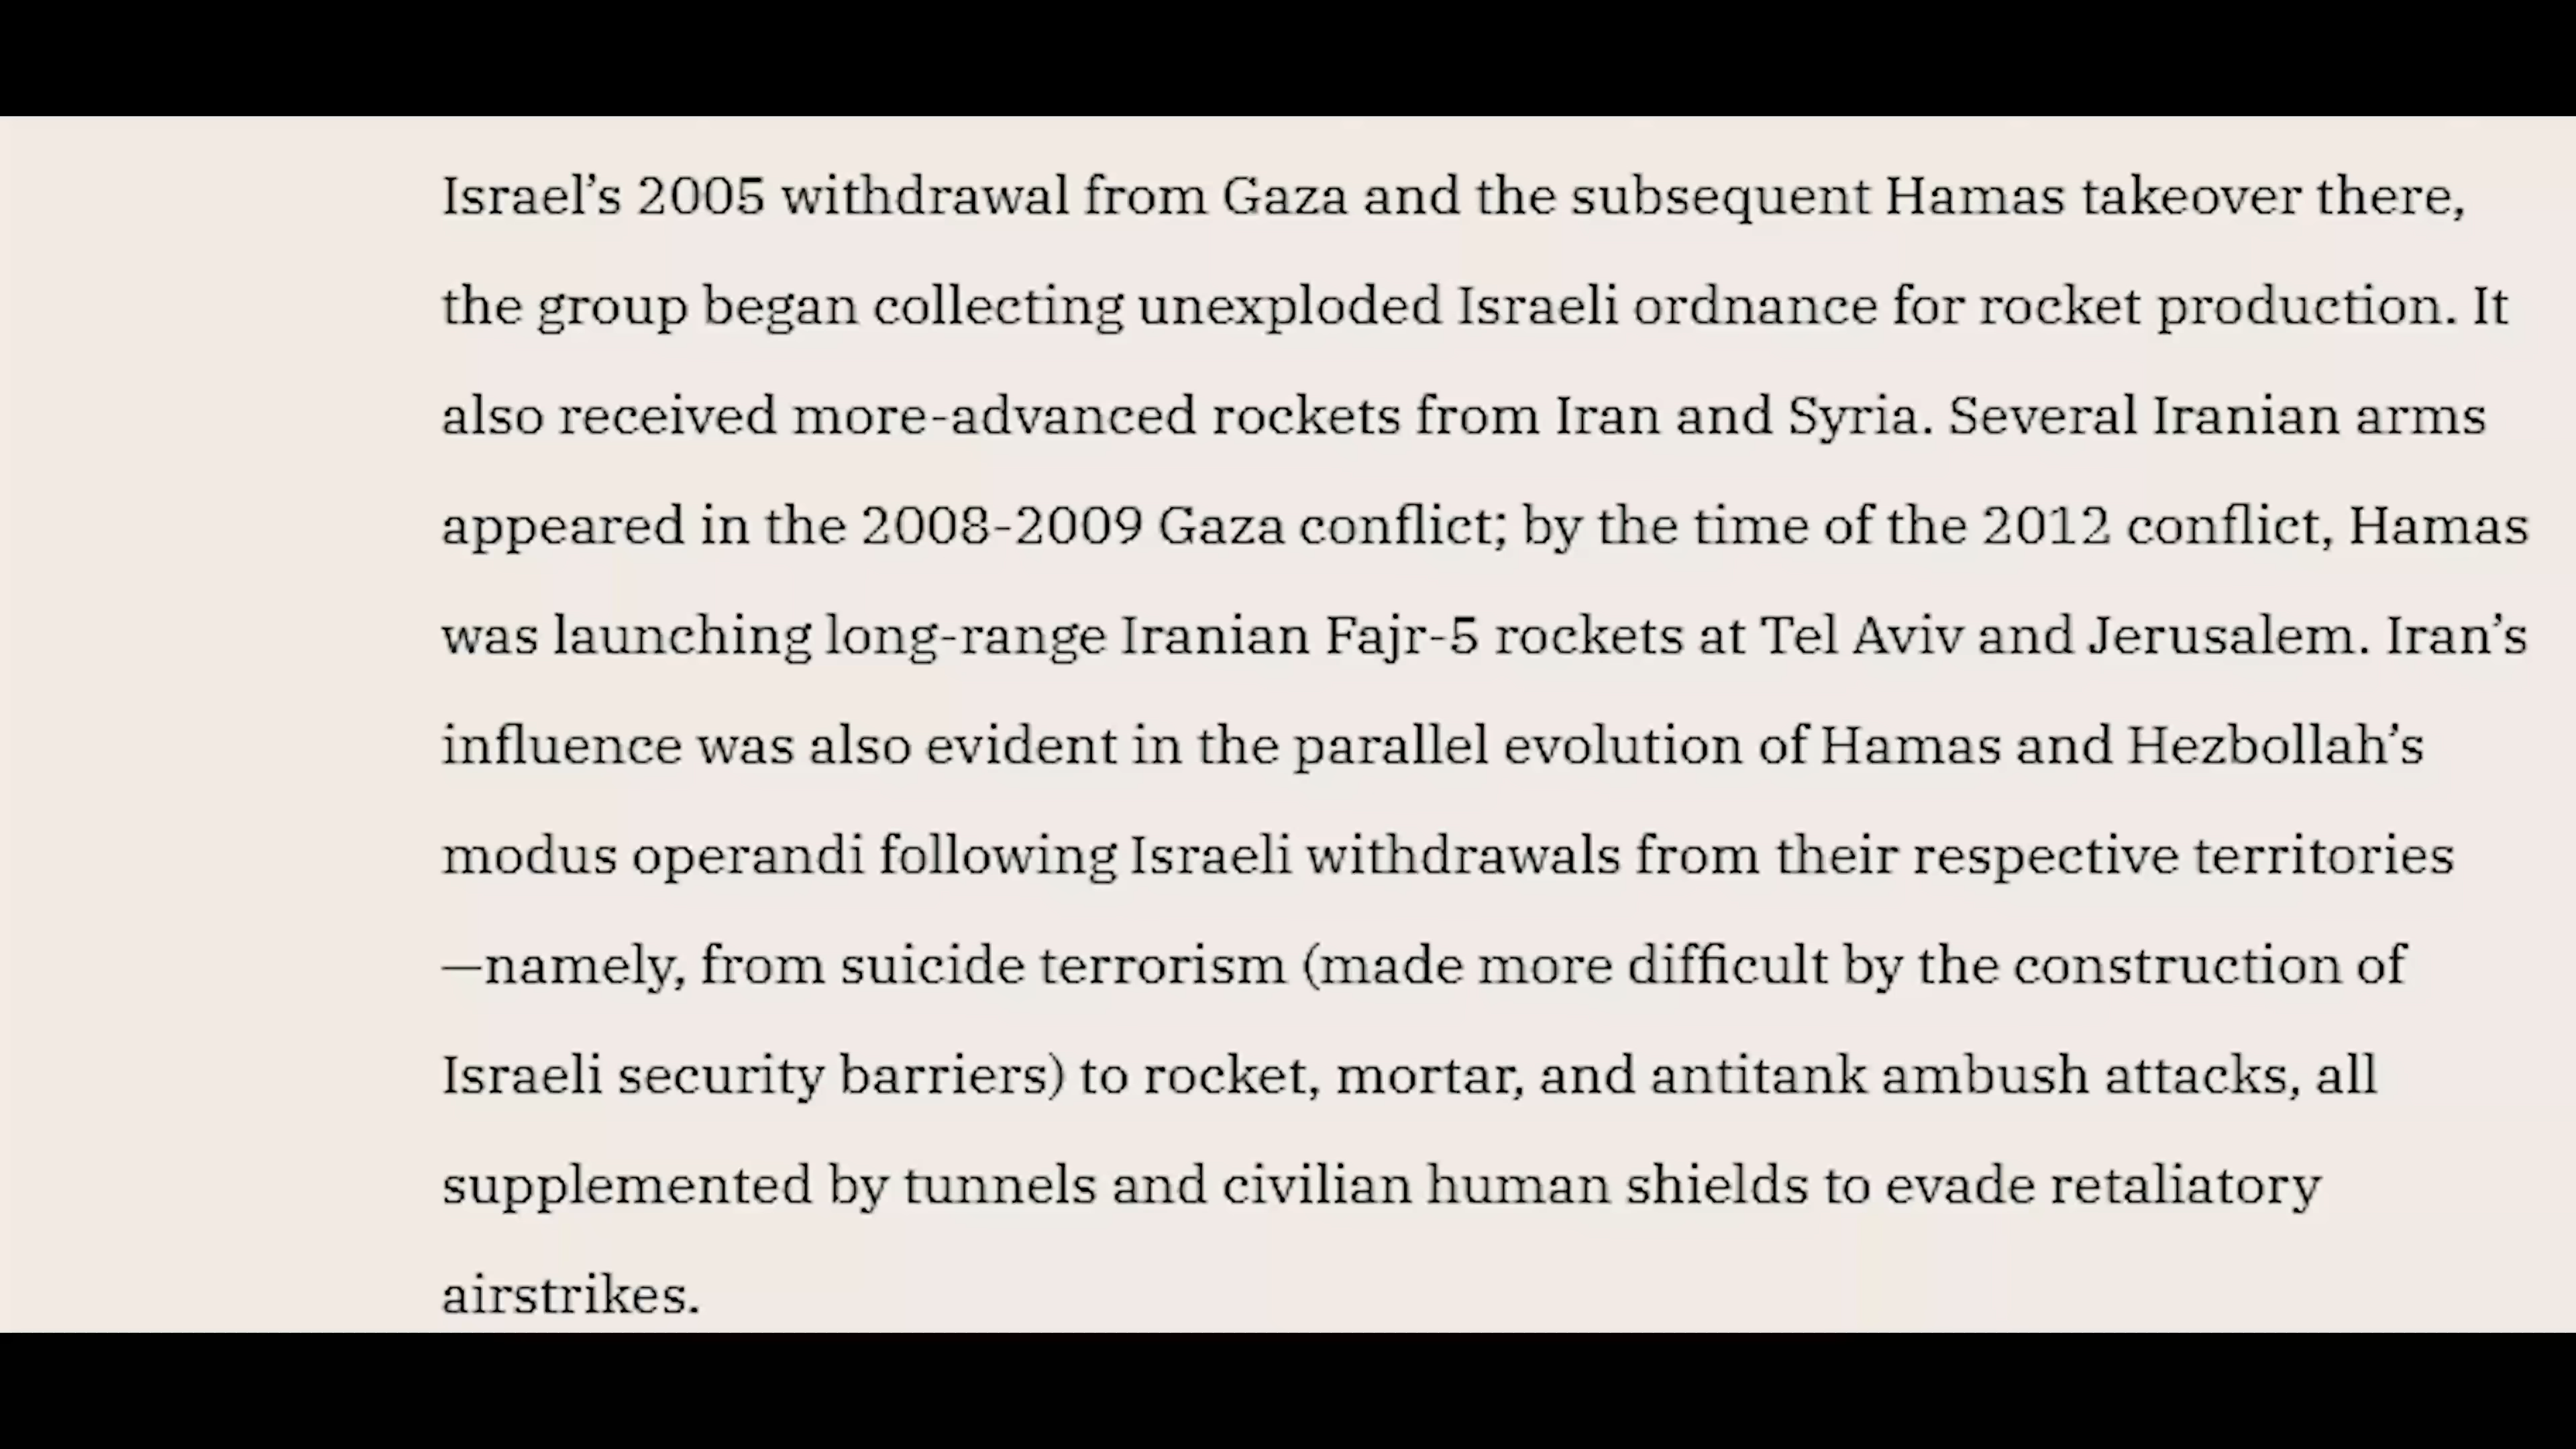 Israel’s 2005 withdrawal from Gaza and the subsequent Hamas takeover there,
the group began collecting unexploded Israeli ordnance for rocket production. It
also received more-advanced rockets from Iran and Syria. Several Iranian arms
appeared in the 2008-2009 Gaza conflict; by the time of the 2012 conflict, Hamas
was launching long-range Iranian Fajr-5 rockets at Tel Aviv and Jerusalem. Iran’s
influence was also evident in the parallel evolution of Hamas and Hezbollah’s
modus operandi following Israeli withdrawals from their respective territories
—namely, from suicide terrorism (made more difficult by the construction of
Israeli security barriers) to rocket, mortar, and antitank ambush attacks, all
supplemented by tunnels and civilian human shields to evade retaliatory
airstrikes.